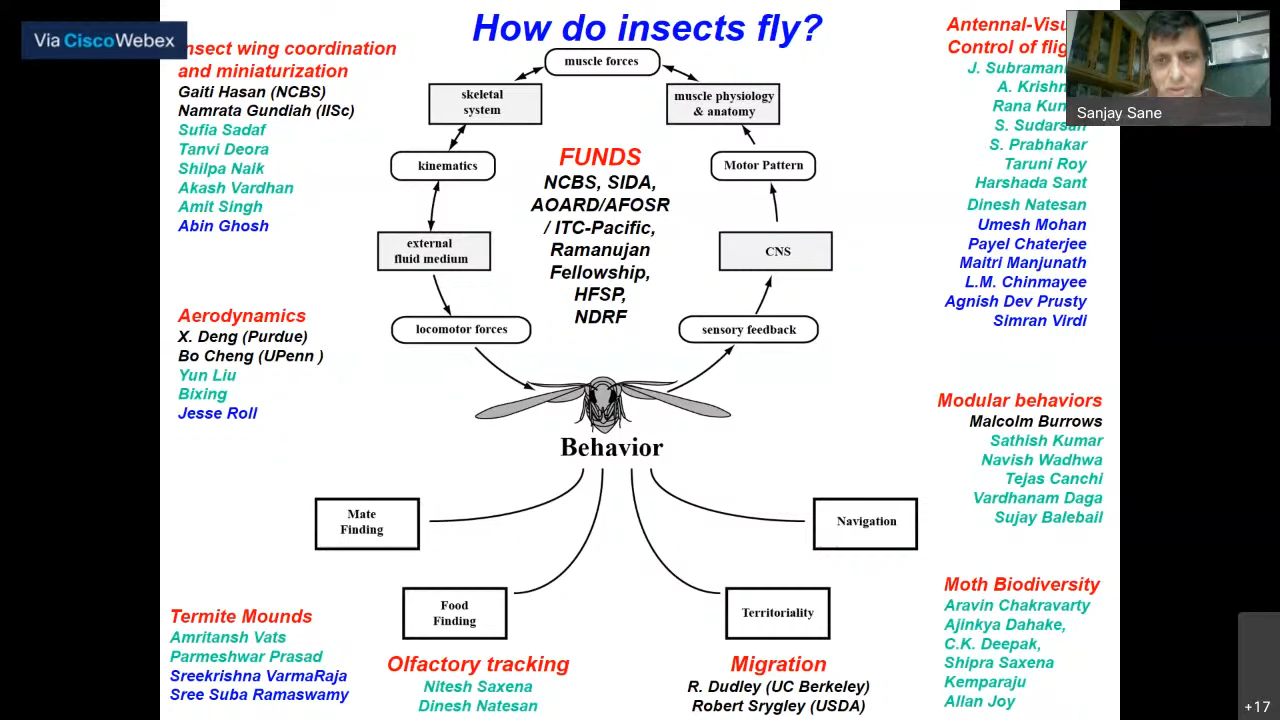 Via CiscoWebex
How do insects fly?
Insect wing coordination
and miniaturization
Gaiti Hasan (NCBS)
Namrata Gundiah (IISc)
Sufia Sadaf
Tanvi Deora
Shilpa Naik
Akash Vardhan
Amit Singh
Abin Ghosh
Aerodynamics
X. Deng (Purdue)
Bo Cheng (UPenn )
Yun Liu
Bixing
Jesse Roll
muscle forces
skeletal
system
muscle physiology
& anatomy
kinematics
Motor Pattern
external
fluid medium
CNS
locomotor forces
sensory feedback
FUNDS
NCBS, SIDA,
AOARD/AFOSR
/ ITC-Pacific,
Ramanujan
Fellowship,
HFSP,
NDRF
Behavior
Mate
Finding
Food
Finding
Territoriality
Navigation
Antennal-Visu
Control of flig
Sanjay Sane
J. Subraman
A. Krishn
Rana Kun
S. Sudarsan
S. Prabhakar
Taruni Roy
Harshada Sant
Dinesh Natesan
Umesh Mohan
Payel Chaterjee
Maitri Manjunath
L.M. Chinmayee
Agnish Dev Prusty
Simran Virdi
Modular behaviors
Malcolm Burrows
Sathish Kumar
Navish Wadhwa
Tejas Canchi
Vardhanam Daga
Sujay Balebail
Termite Mounds
Amritansh Vats
Parmeshwar Prasad
Sreekrishna VarmaRaja
Sree Suba Ramaswamy
Olfactory tracking
Nitesh Saxena
Dinesh Natesan
Migration
R. Dudley (UC Berkeley)
Robert Srygley (USDA)
Moth Biodiversity
Aravin Chakravarty
Ajinkya Dahake,
C.K. Deepak,
Shipra Saxena
Kemparaju
Allan Joy
+17